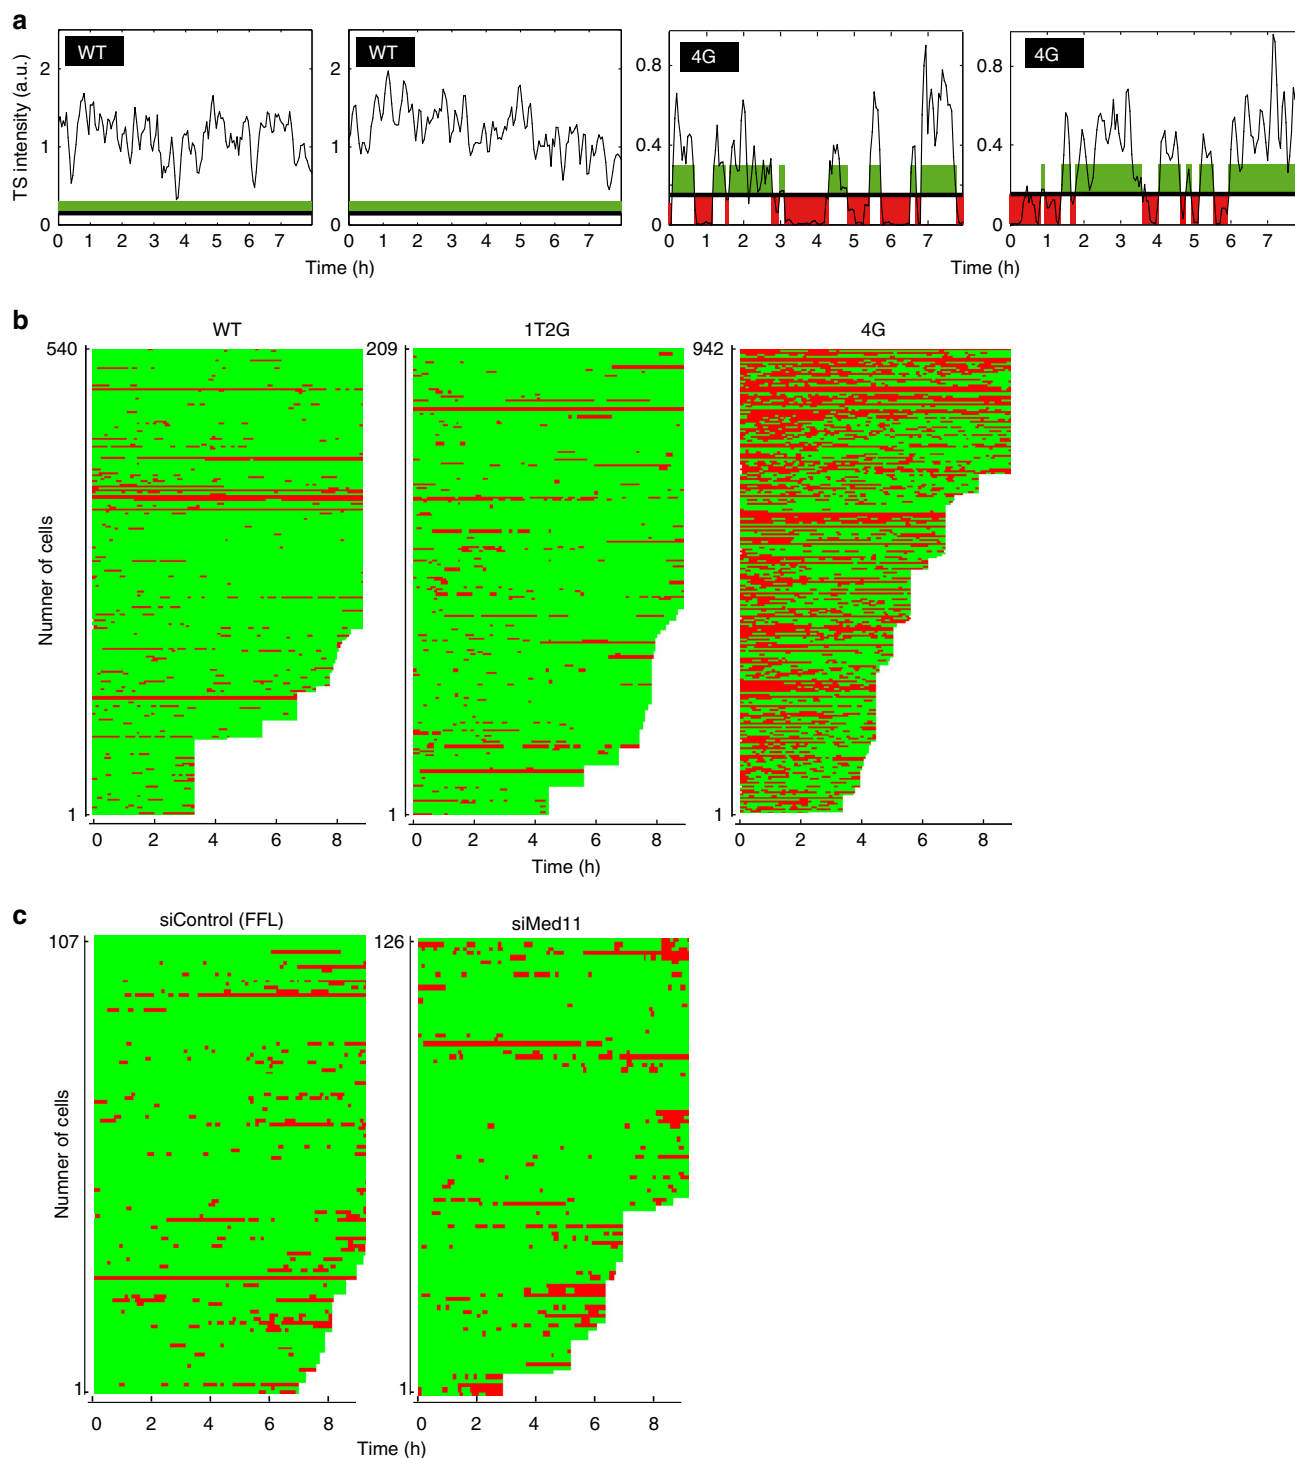 a
WT
WT
4G
4G
TS intensity (a.u.)
2
1
0
0.8
0.4
0
0.8
0.4
0
0 1 2 3 4 5 6 7
0 1 2 3 4 5 6 7
0 1 2 3 4 5 6 7
0 1 2 3 4 5 6 7
Time (h)
Time (h)
b
WT
1T2G
4G
540
209
942
Numner of cells
1
1
1
0 2 4 6 8
0 2 4 6 8
0 2 4 6 8
Time (h)
c
siControl (FFL)
siMed11
107
126
Numner of cells
1
1
0 2 4 6 8
0 2 4 6 8
Time (h)